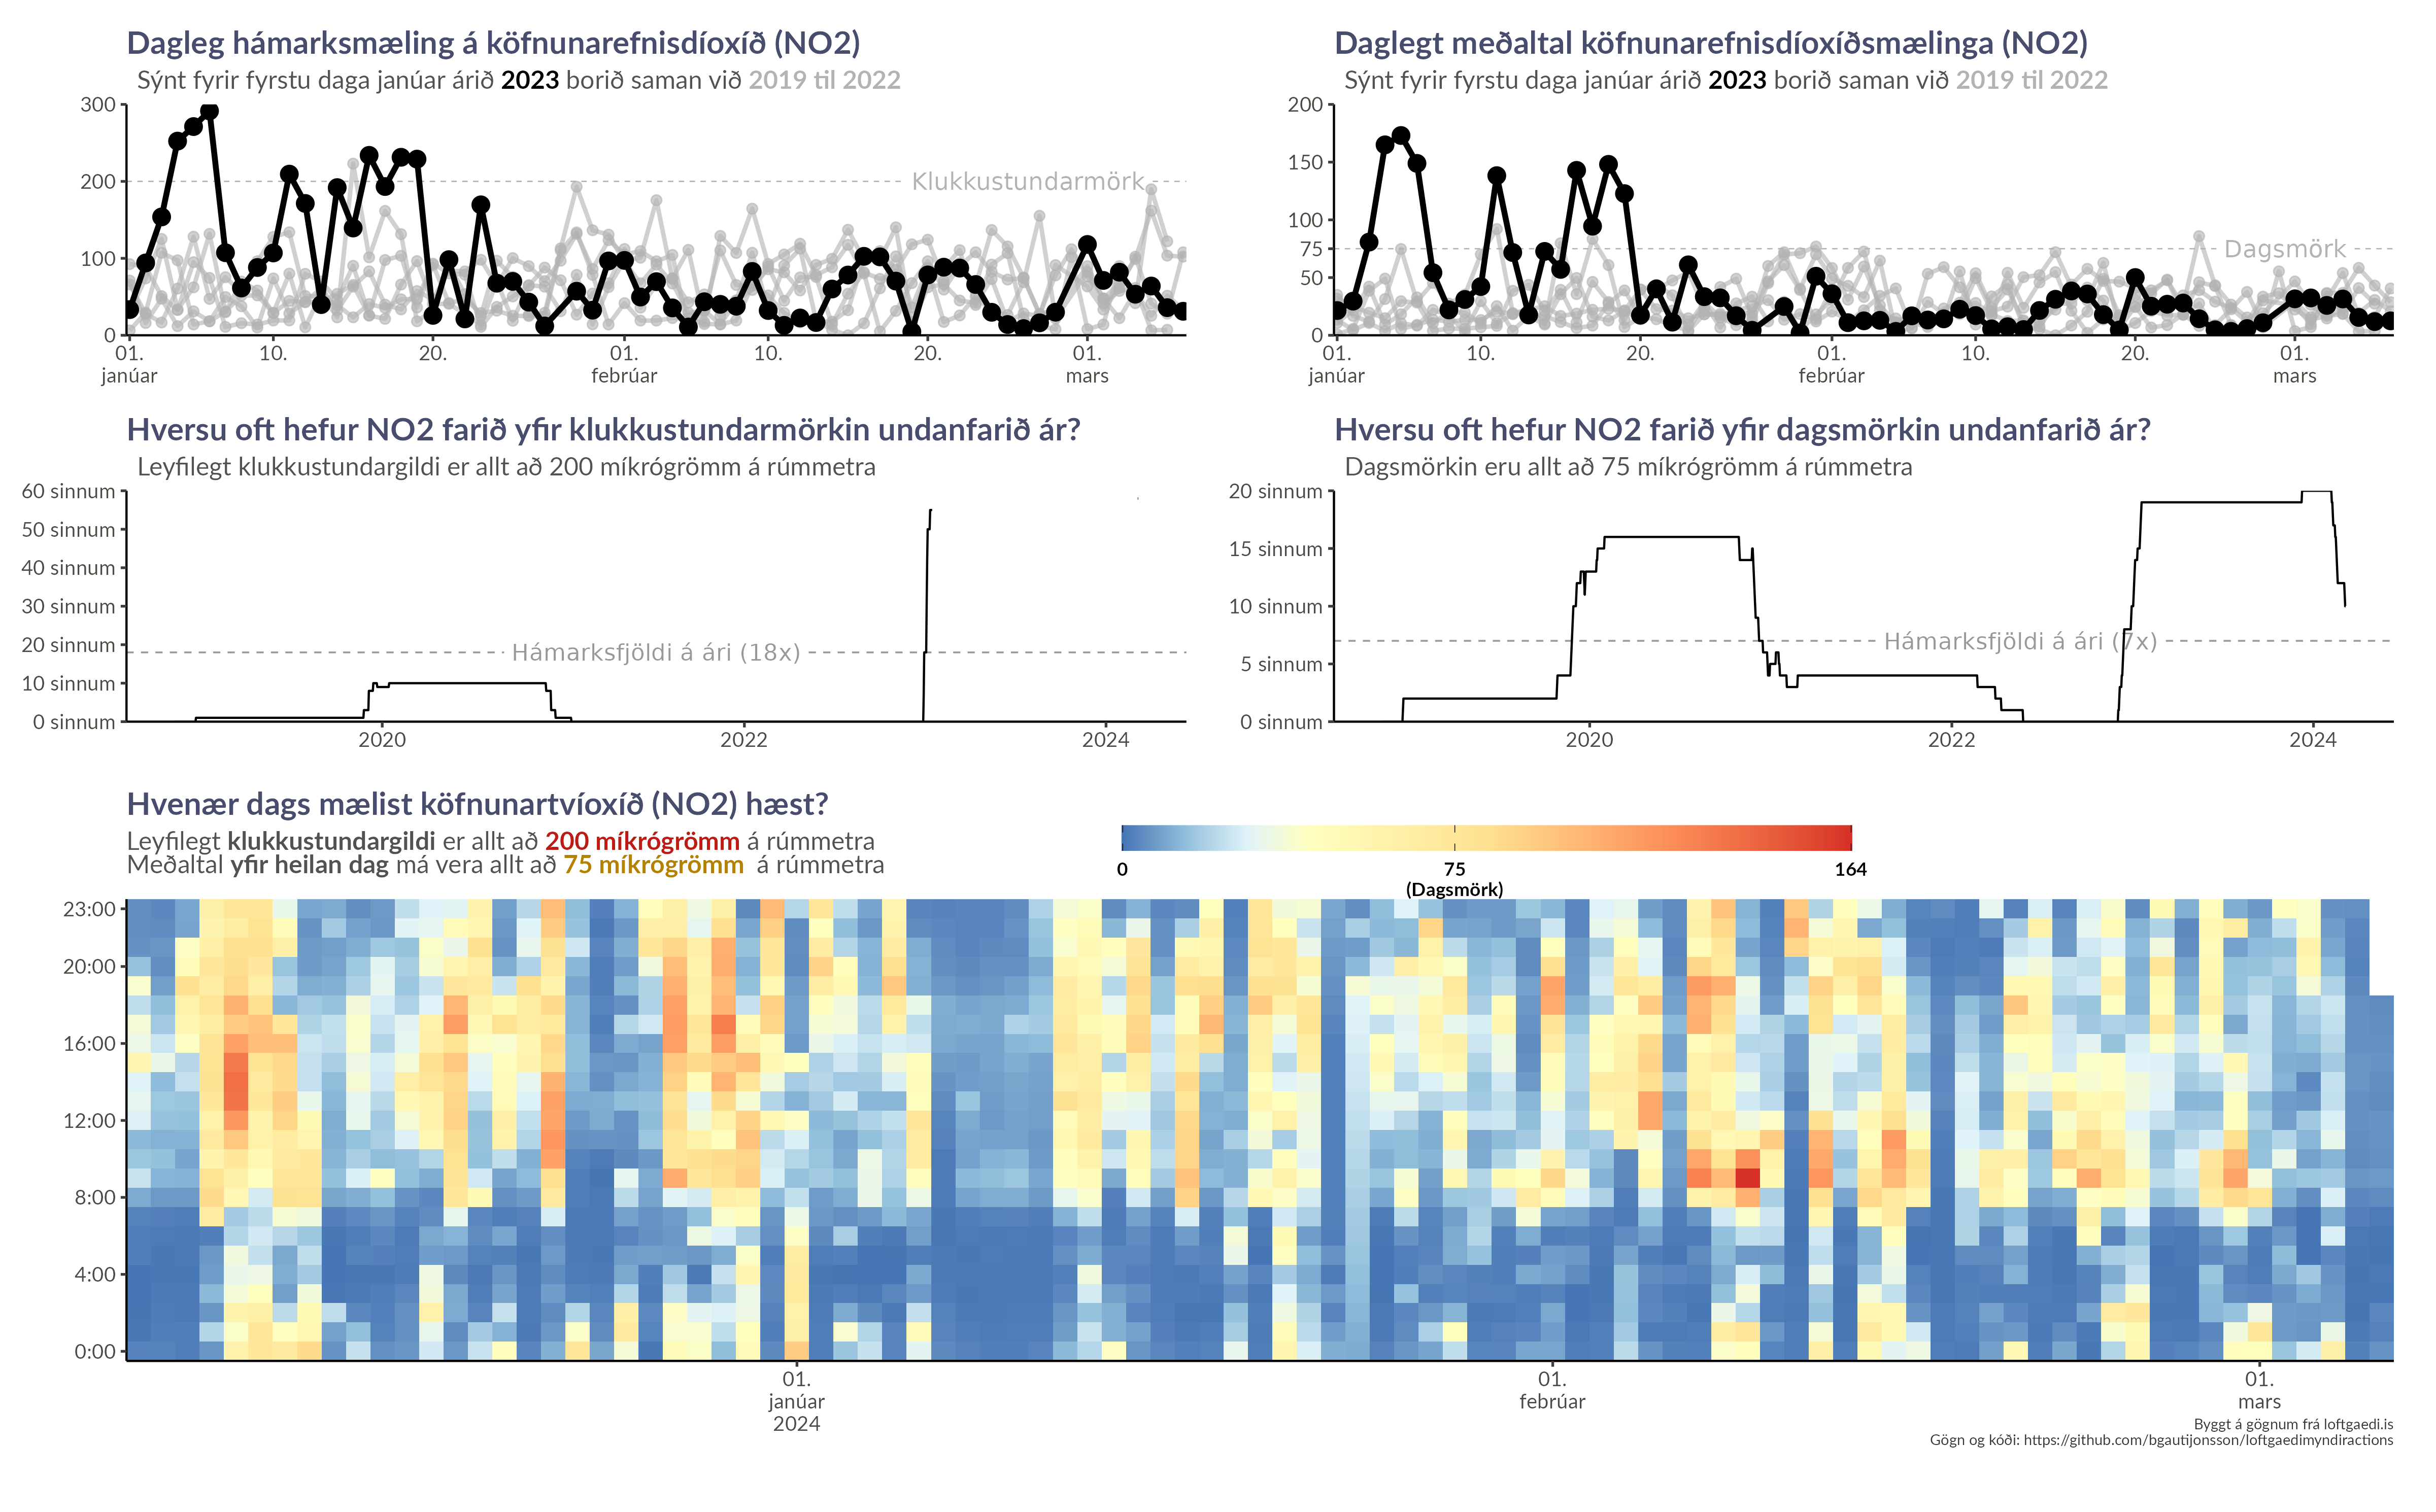 Dagleg hámarksmæling á köfnunarefnisdíoxíð (NO2)
Sýnt fyrir fyrstu daga janúar árið 2023 borið saman við 2019 til 2022
300
200
100
0
Klukkustundarmörk
01.
janúar
10.
20.
01.
febrúar
10.
20.
01.
mars
Daglegt meðaltal köfnunarefnisdíoxíðsmælinga (NO2)
Sýnt fyrir fyrstu daga janúar árið 2023 borið saman við 2019 til 2022
200
150
100
75
50
0
Dagsmörk
01.
janúar
10.
20.
01.
febrúar
10.
20.
01.
mars
Hversu oft hefur NO2 farið yfir klukkustundarmörkin undanfarið ár?
Leyfilegt klukkustundargildi er allt að 200 míkrógrömm á rúmmetra
60 sinnum
50 sinnum
40 sinnum
30 sinnum
20 sinnum
10 sinnum
0 sinnum
Hámarksfjöldi á ári (18x)
2020
2022
2024
Hversu oft hefur NO2 farið yfir dagsmörkin undanfarið ár?
Dagsmörkin eru allt að 75 míkrógrömm á rúmmetra
20 sinnum
15 sinnum
10 sinnum
5 sinnum
0 sinnum
Hámarksfjöldi á ári (7x)
2020
2022
2024
Hvenær dags mælist köfnunartvíoxíð (NO2) hæst?
Leyfilegt klukkustundargildi er allt að 200 míkrógrömm á rúmmetra
Meðaltal yfir heilan dag má vera allt að 75 míkrógrömm á rúmmetra
0
75
(Dagsmörk)
164
23:00
20:00
16:00
12:00
8:00
4:00
0:00
01.
janúar
2024
01.
febrúar
01.
mars
Byggt á gögnum frá loftgaedi.is
Gögn og kóði: https://github.com/bgautijonsson/loftgaedimyndiractions